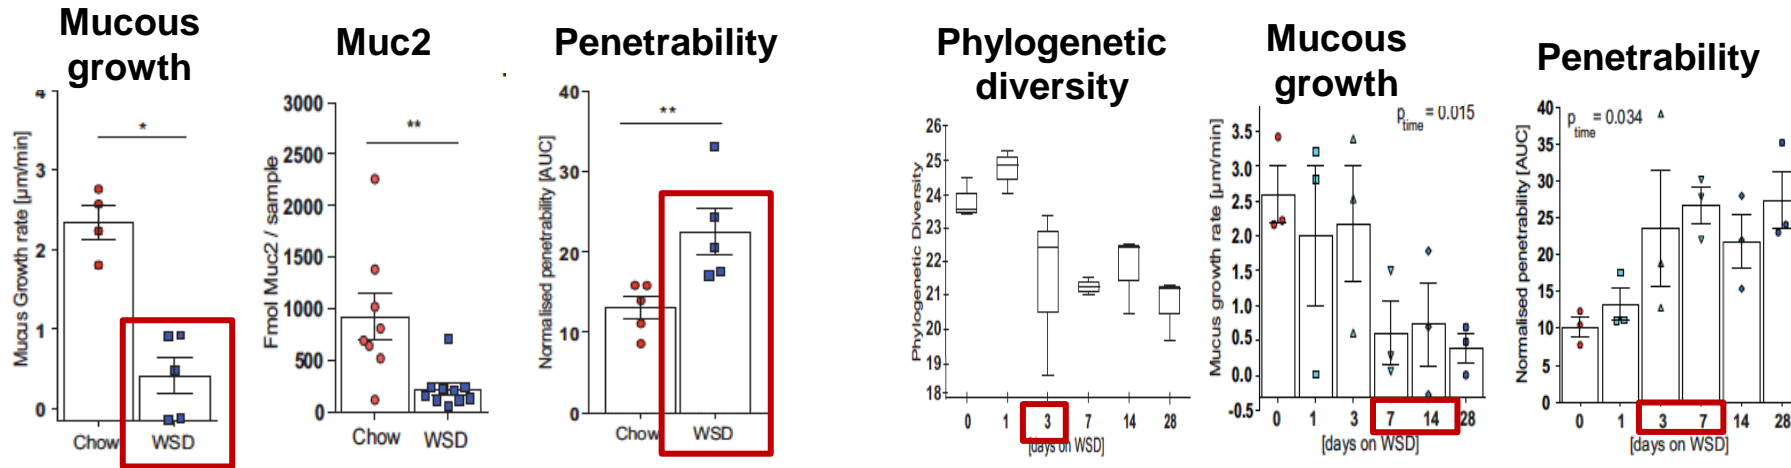 Mucous
growth
4
3
2
1
0
Mucus Growth rate [µm/min]
*
Chow
WSD
Muc2
3000
2500
2000
1500
1000
500
0
Fmol Muc2 / sample
**
Chow
WSD
Penetrability
40
30
20
10
0
Normalised penetrability [AUC]
**
Chow
WSD
Phylogenetic
diversity
26
25
24
23
22
21
20
19
18
Phylogenetic Diversity
0 1 3 7 14 28
[days on WSD]
Mucous
growth
p time = 0.015
3.5
3.0
2.5
2.0
1.5
1.0
0.5
0.0
-0.5
Mucus growth rate [µm/min]
0 1 3 7 14 28
[days on WSD]
Penetrability
p time = 0.034
40
35
30
25
20
15
10
5
0
Normalised penetrability [AUC]
0 1 3 7 14 28
[days on WSD]